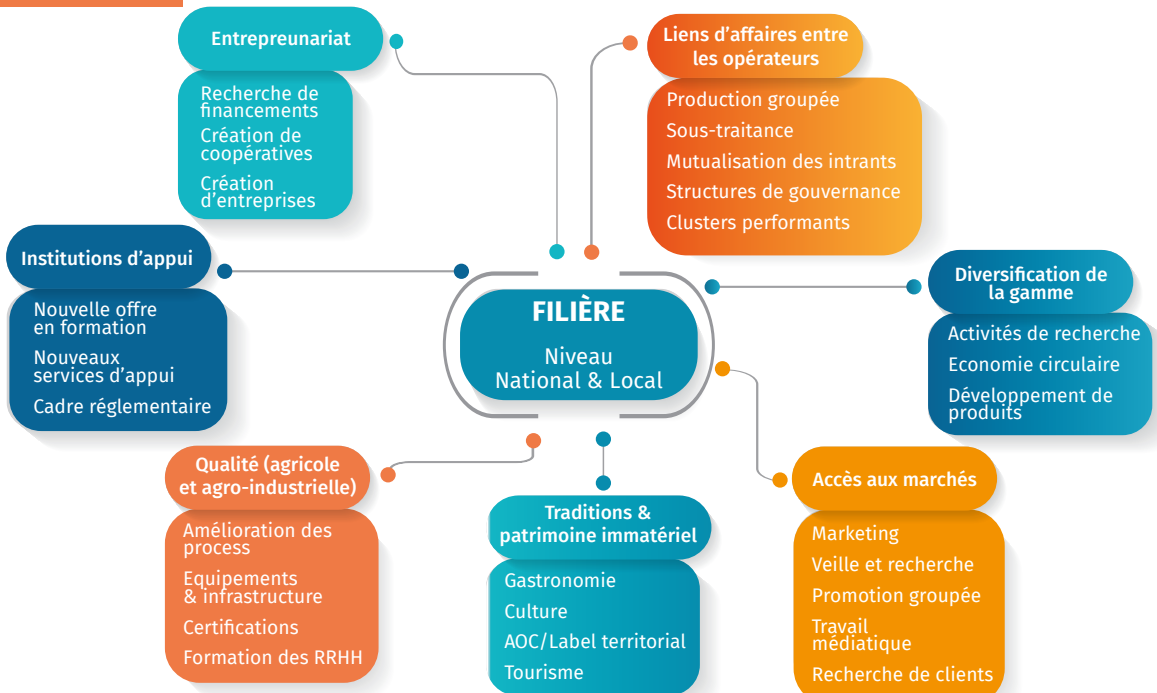 Entrepreunariat
Recherche de
financements
Création de
coopératives
Création
d'entreprises
Liens d'affaires entre
les opérateurs
Production groupée
Sous-traitance
Mutualisation des intrants
Structures de gouvernance
Clusters performants
Institutions d'appui
Nouvelle offre
en formation
Nouveaux
services d'appui
Cadre réglementaire
FILIÈRE
Niveau
National & Local
Diversification de
la gamme
Activités de recherche
Economie circulaire
Développement de
produits
Qualité (agricole
et agro-industrielle)
Amélioration des
process
Equipements
& infrastructure
Certifications
Formation des RRHH
Traditions &
patrimoine immatériel
Gastronomie
Culture
AOC/Label territorial
Tourisme
Accès aux marchés
Marketing
Veille et recherche
Promotion groupée
Travail
médiatique
Recherche de clients